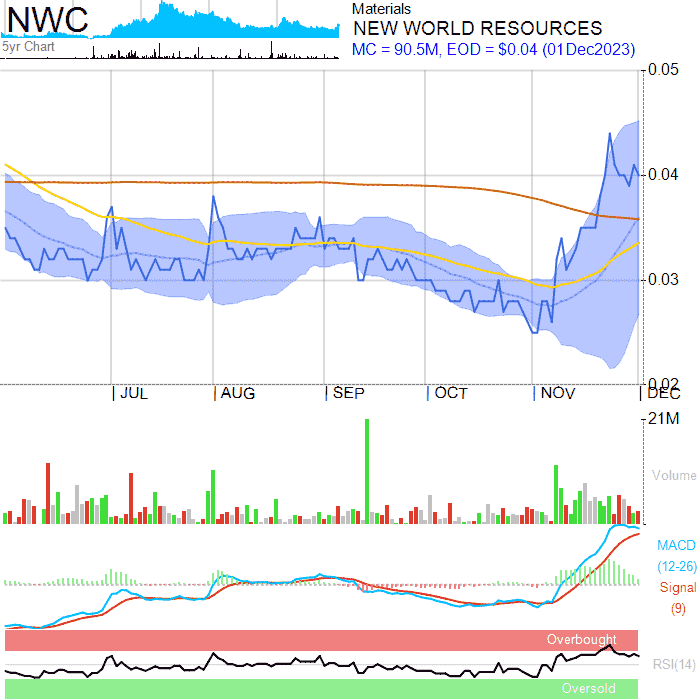 NWC
5yr Chart
Materials
NEW WORLD RESOURCES
MC = 90.5M, EOD = $0.04 (01Dec2023)
0.05
0.04
0.03
0.02
JUL
AUG
SEP
OCT
NOV
DEC
21M
Volume
MACD
(12-26)
Signal
(9)
Overbought
RSI(14)
Oversold